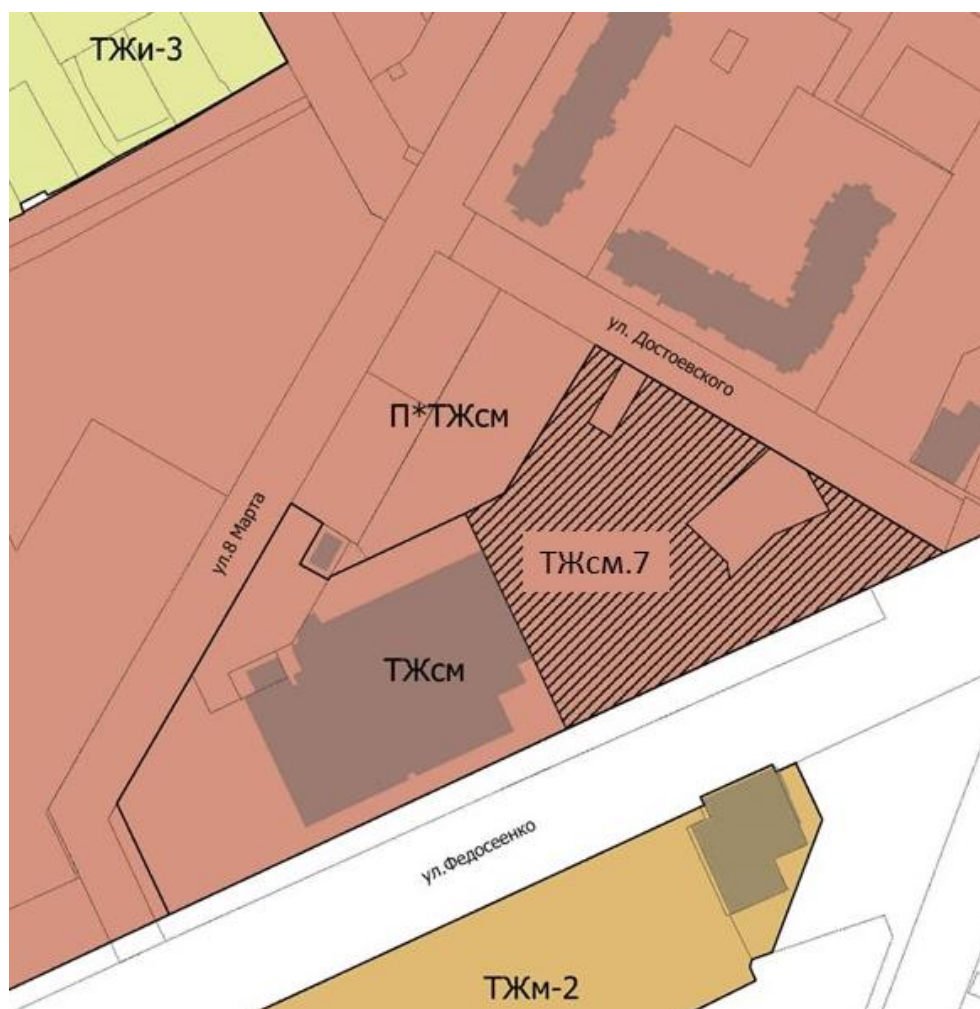 ТЖи-3
ул. Достоевского
П*ТЖсм
ул.8 Марта
ТЖсм.7
ТЖсм
ул.Федосеенко
ТЖм-2